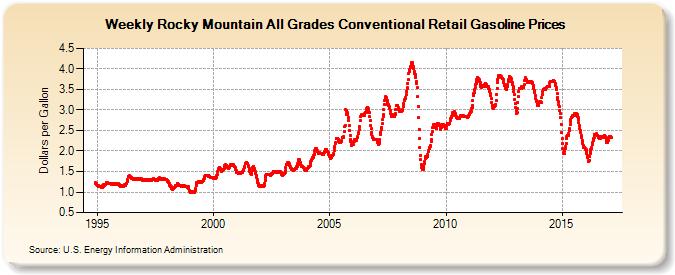 Weekly Rocky Mountain All Grades Conventional Retail Gasoline Prices
Dollars per Gallon
4.5
4.0
3.5
3.0
2.5
2.0
1.5
1.0
0.5
1995 2000 2005 2010 2015
Source: U.S. Energy Information Administration